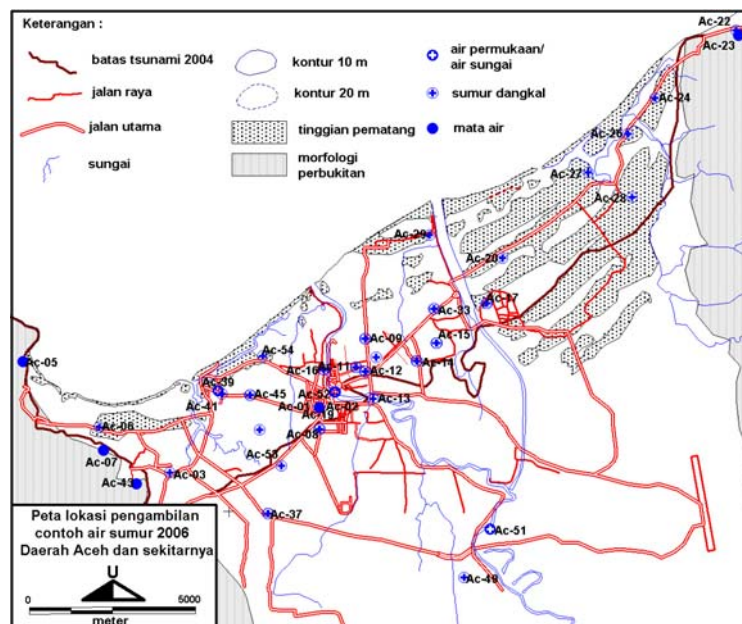 Keterangan :
batas tsunami 2004
jalan raya
jalan utama
sungai
kontur 10 m
kontur 20 m
tinggian pematang
morfologi
perbukitan
air permukaan/
air sungai
sumur dangkal
mata air
Ac-22
Ac-23
Ac-24
Ac-26
Ac-27
Ac-28
Ac-29
Ac-20
Ac-17
Ac-33
Ac-15
Ac-09
Ac-14
Ac-54
Ac-16
Ac-11
Ac-12
Ac-05
Ac-39
Ac-41
Ac-45
Ac-52
Ac-01
Ac-02
Ac-13
Ac-19
Ac-06
Ac-08
Ac-07
Ac-53
Ac-03
Ac-43
Ac-37
Ac-51
Ac-49
Peta lokasi pengambilan
contoh air sumur 2006
Daerah Aceh dan sekitarnya
U
0 5000
meter